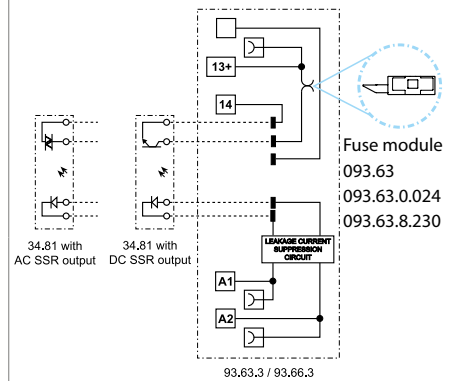 13+
14
Fuse module
093.63
093.63.0.024
093.63.8.230
34.81 with
AC SSR output
34.81 with
DC SSR output
LEAKAGE CURRENT
SUPPRESSION
CIRCUIT
A1
A2
93.63.3 / 93.66.3